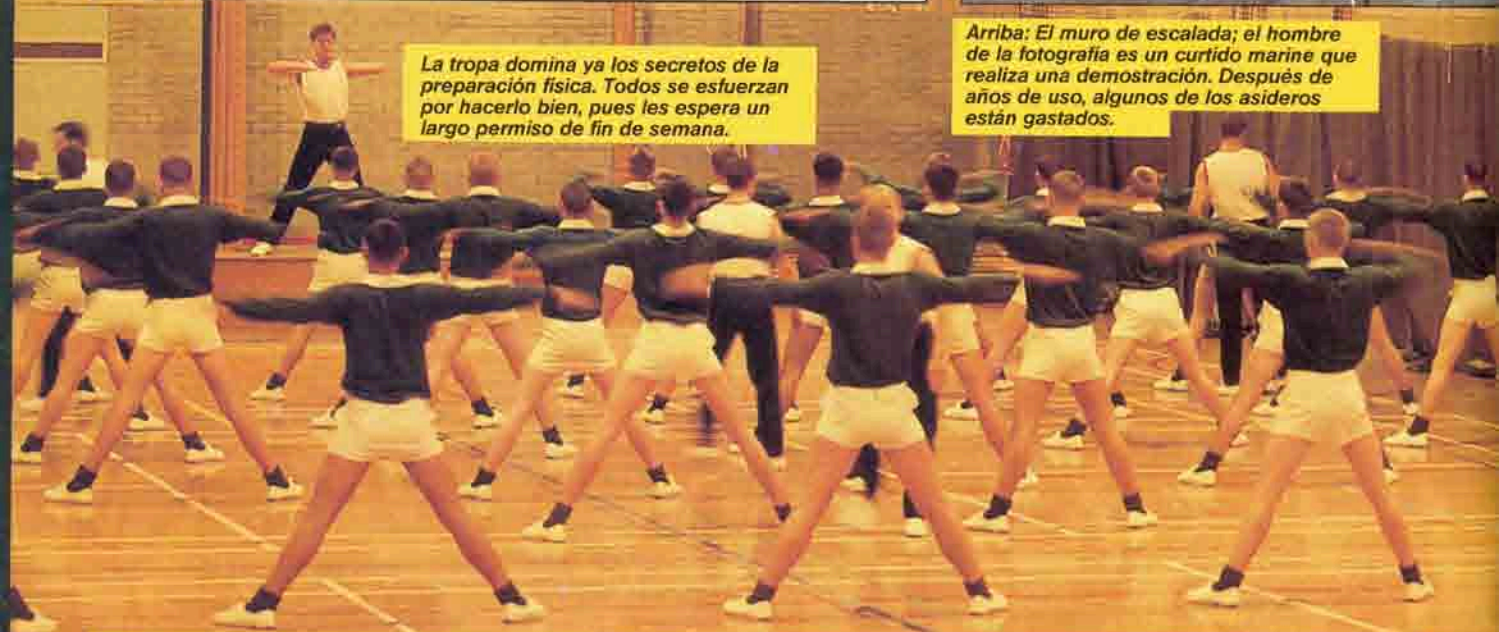 La tropa domina ya los secretos de la
preparación física. Todos se esfuerzan
por hacerlo bien, pues les espera un
largo permiso de fin de semana.
Arriba: El muro de escalada; el hombre
de la fotografía es un curtido marine que
realiza una demostración. Después de
años de uso, algunos de los asideros
están gastados.